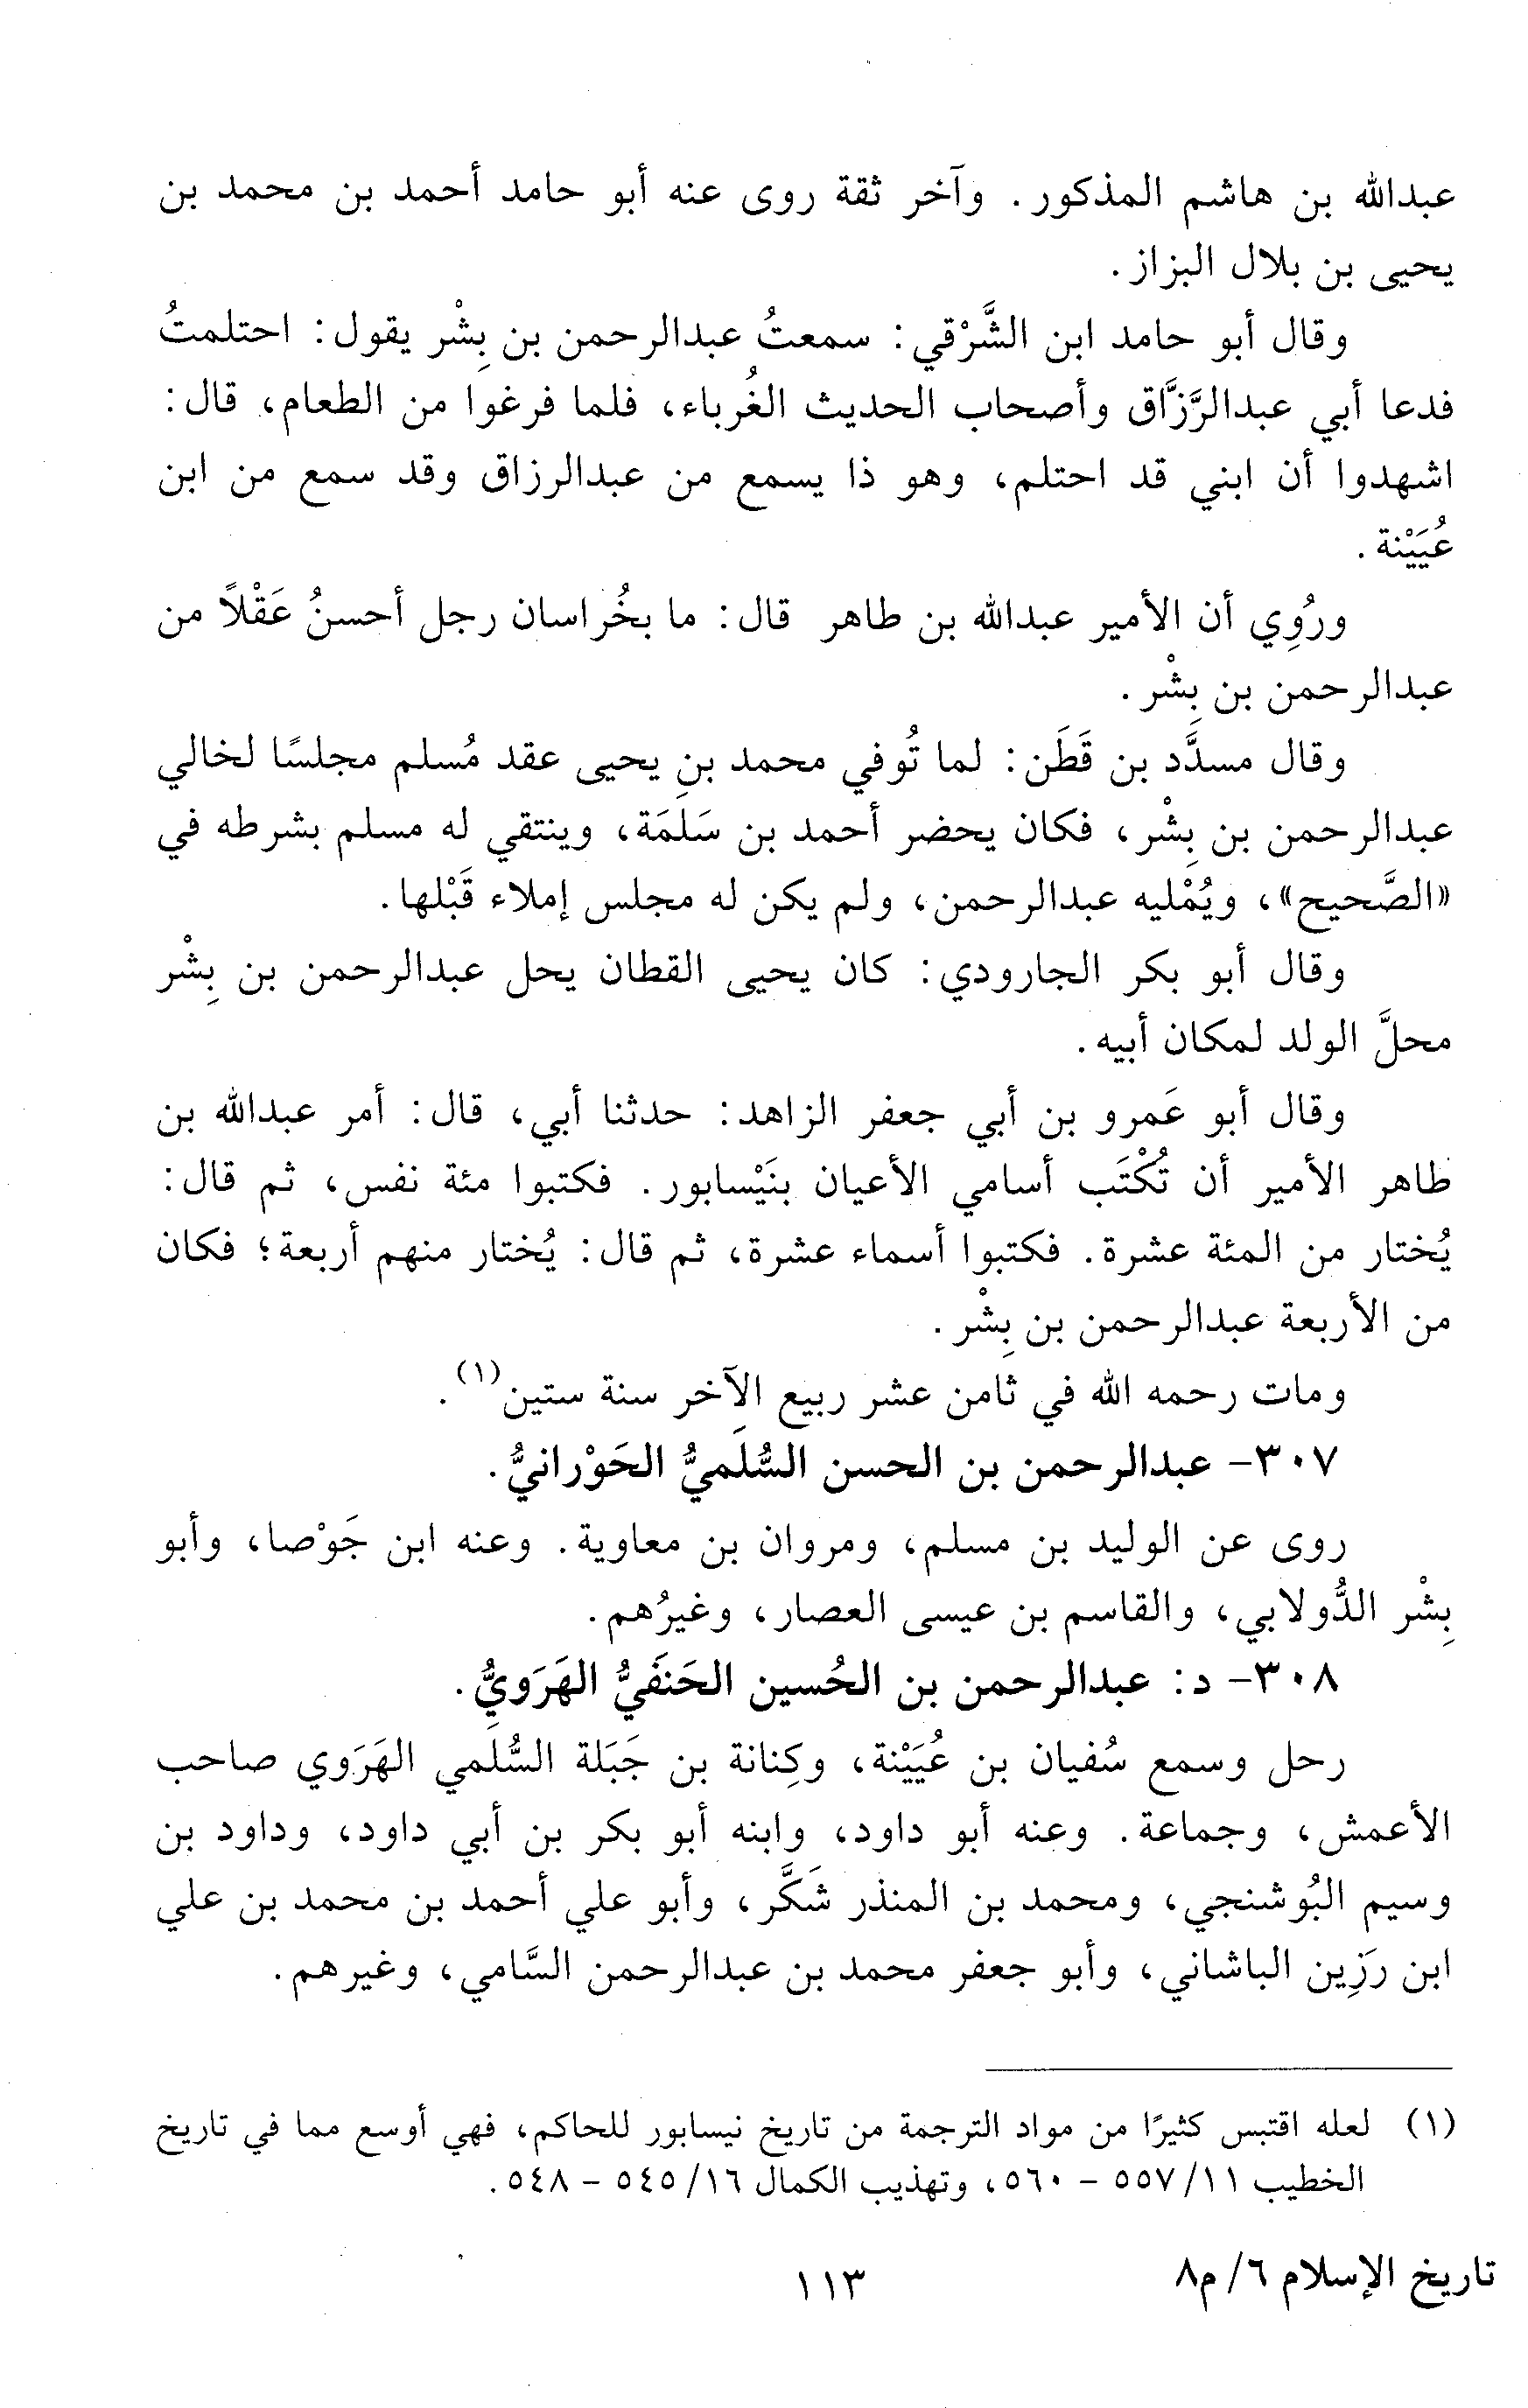 عبدالله بن هاشم المذكور. وآخر ثقة روى عنه أبو حامد أحمد بن محمد بن
يحيى بن بلال البزاز.
وقال أبو حامد ابن الشَّرْقي: سمعتُ عبدالرحمن بن بِشْر يقول: احتلمتُ
فدعا أبي عبدالرَّزَّاق وأصحاب الحديث الغُرباء، فلما فرغوا من الطعام، قال:
اشهدوا أن ابني قد احتلم، وهو ذا يسمع من عبدالرزاق وقد سمع من ابن
عُيَيْنة.
ورُوِي أن الأمير عبدالله بن طاهر قال: ما بخُراسان رجل أحسنُ عَقْلاً من
عبدالرحمن بن بِشْر.
وقال مسدَّد بن قَطَن: لما تُوفي محمد بن يحيى عقد مُسلم مجلسًا لخالي
عبدالرحمن بن بِشْر، فكان يحضر أحمد بن سَلَمَة، وينتقي له مسلم بشرطه في
«الصَّحيح»، ويُمْليه عبدالرحمن، ولم يكن له مجلس إملاء قَبْلها.
وقال أبو بكر الجارودي: كان يحيى القطان يحل عبدالرحمن بن بِشْر
محلَّ الولد لمكان أبيه.
وقال أبو عَمرو بن أبي جعفر الزاهد: حدثنا أبي، قال: أمر عبدالله بن
طاهر الأمير أن تُكْتَب أسامي الأعيان بنَيْسابور. فكتبوا مئة نفس، ثم قال:
يُختار من المئة عشرة. فكتبوا أسماء عشرة، ثم قال: يُختار منهم أربعة؛ فكان
من الأربعة عبدالرحمن بن بِشْر.
ومات رحمه الله في ثامن عشر ربيع الآخر سنة ستين(١).
٣٠٧- عبدالرحمن بن الحسن السُّلَميُّ الحَوْرانيُّ.
روى عن الوليد بن مسلم، ومروان بن معاوية. وعنه ابن جَوْصا، وأبو
بِشْر الدُّولابي، والقاسم بن عيسى العصار، وغيرُهم.
٣٠٨- د: عبدالرحمن بن الحُسين الحَنَفيُّ الهَرَويُّ.
رحل وسمع سُفيان بن عُيَيْنة، وكِنانة بن جَبَلة السُّلَمي الهَرَوي صاحب
الأعمش، وجماعة. وعنه أبو داود، وابنه أبو بكر بن أبي داود، وداود بن
وسيم البُوشنجي، ومحمد بن المنذر شَكَّر، وأبو علي أحمد بن محمد بن علي
ابن رَزِين الباشاني، وأبو جعفر محمد بن عبدالرحمن السَّامي، وغيرهم.
(١) لعله اقتبس كثيرًا من مواد الترجمة من تاريخ نيسابور للحاكم، فهي أوسع مما في تاريخ
الخطيب ١١/ ٥٥٧ - ٥٦٠، وتهذيب الكمال ١٦/ ٥٤٥ - ٥٤٨.
تاريخ الإسلام ٦/ م٨
١١٣